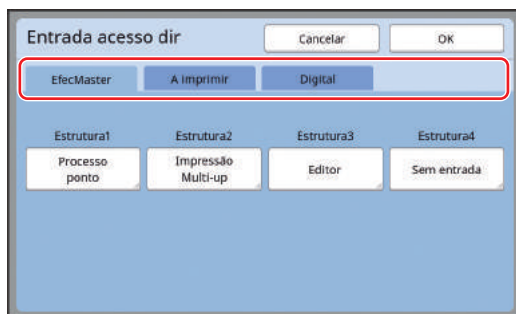 Entrada acesso dir
Cancelar
OK
EfecMaster
A imprimir
Digital
Estrutura1
Estrutura2
Estrutura3
Estrutura4
Processo
ponto
Impressão
Multi-up
Editor
Sem entrada